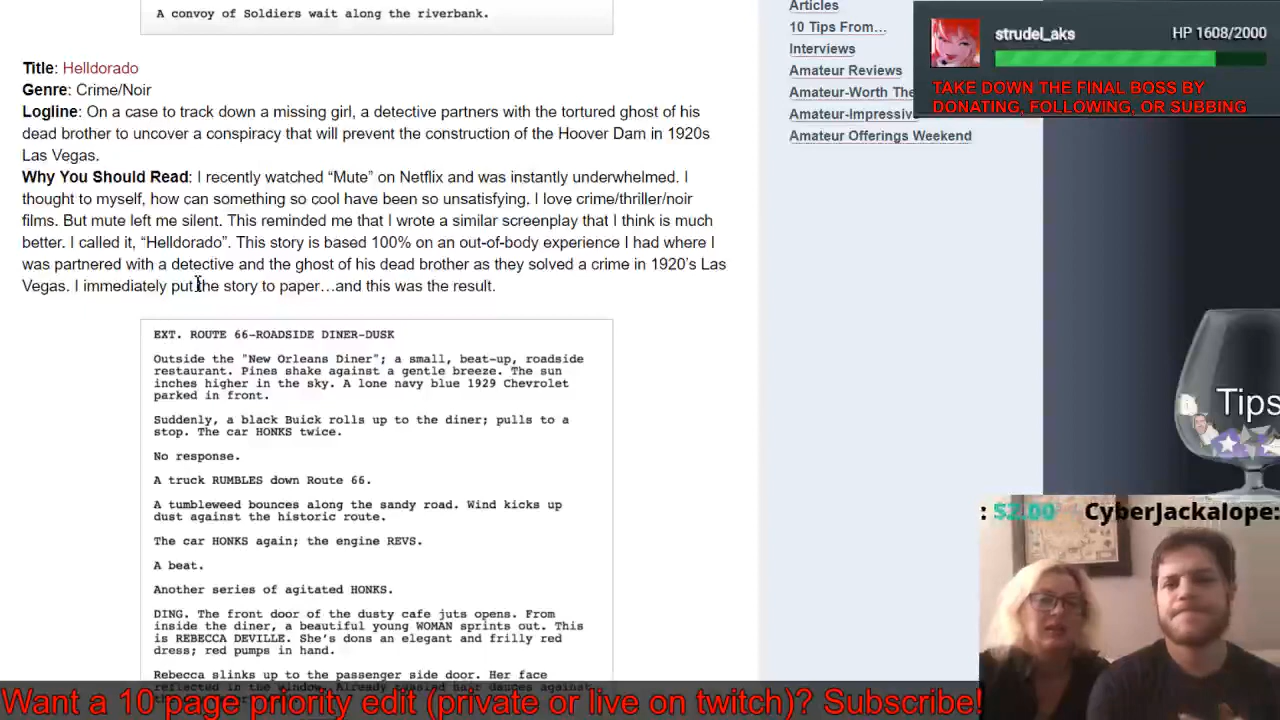 A convoy of Soldiers wait along the riverbank.
Title: Helldorado
Genre: Crime/Noir
Logline: On a case to track down a missing girl, a detective partners with the tortured ghost of his
dead brother to uncover a conspiracy that will prevent the construction of the Hoover Dam in 1920s
Las Vegas.
Why You Should Read: I recently watched “Mute” on Netflix and was instantly underwhelmed. I
thought to myself, how can something so cool have been so unsatisfying. I love crime/thriller/noir
films. But mute left me silent. This reminded me that I wrote a similar screenplay that I think is much
better. I called it, “Helldorado”. This story is based 100% on an out-of-body experience I had where I
was partnered with a detective and the ghost of his dead brother as they solved a crime in 1920’s Las
Vegas. I immediately put the story to paper…and this was the result.
EXT. ROUTE 66-ROADSIDE DINER-DUSK
Outside the "New Orleans Diner"; a small, beat-up, roadside
restaurant. Pines shake against a gentle breeze. The sun
inches higher in the sky. A lone navy blue 1929 Chevrolet
parked in front.
Suddenly, a black Buick rolls up to the diner; pulls to a
stop. The car HONKS twice.
No response.
A truck RUMBLES down Route 66.
A tumbleweed bounces along the sandy road. Wind kicks up
dust against the historic route.
The car HONKS again; the engine REVS.
A beat.
Another series of agitated HONKS.
DING. The front door of the dusty cafe juts opens. From
inside the diner, a beautiful young WOMAN sprints out. This
is REBECCA DEVILLE. She's dons an elegant and frilly red
dress; red pumps in hand.
Rebecca slinks up to the passenger side door. Her face
reflected in the window. Already tousled hair dances against
Articles
10 Tips From…
Interviews
Amateur Reviews
Amateur-Worth The
Amateur-Impressive
Amateur Offerings Weekend
strudel_aks
HP 1608/2000
TAKE DOWN THE FINAL BOSS BY
DONATING, FOLLOWING, OR SUBBING
Tips
: $2.00 CyberJackalope:
Want a 10 page priority edit (private or live on twitch)? Subscribe!